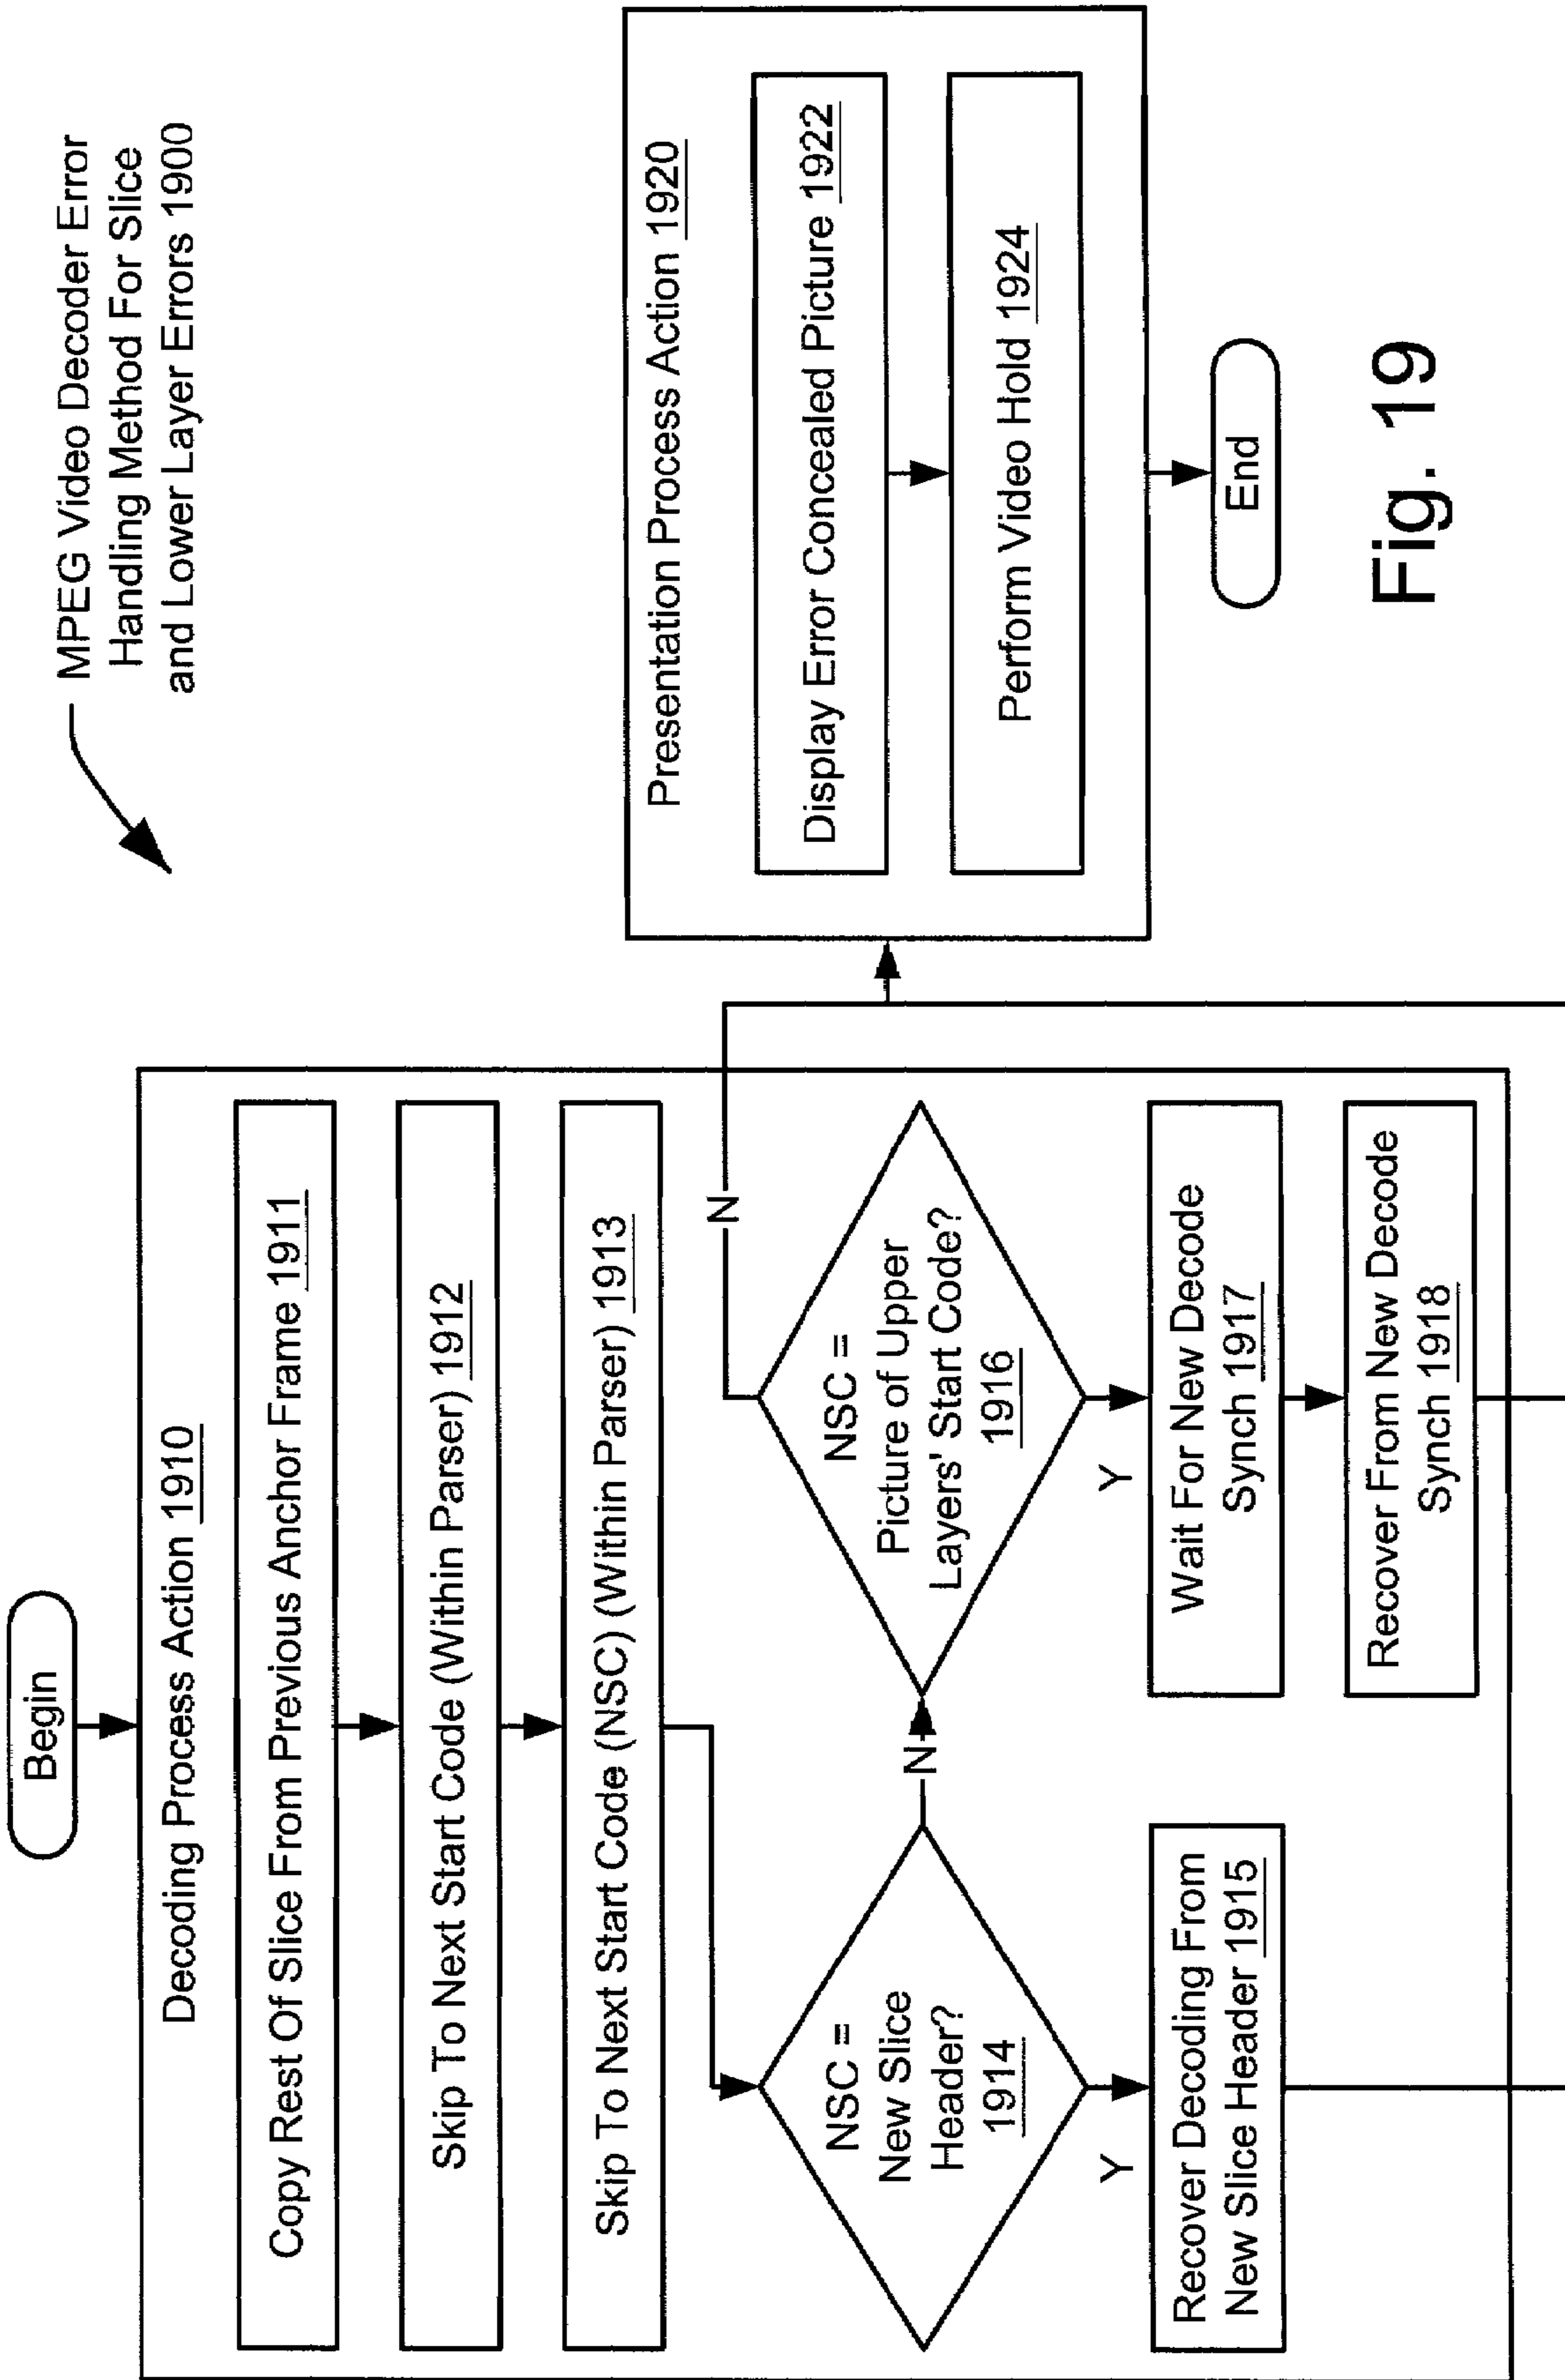 MPEG Video Decoder Error
Handling Method For Slice
and Lower Layer Errors 1900
Begin
Decoding Process Action 1910
Copy Rest Of Slice From Previous Anchor Frame 1911
Skip To Next Start Code (Within Parser) 1912
Skip To Next Start Code (NSC) (Within Parser) 1913
NSC =
New Slice
Header?
1914
N
Y
Recover Decoding From
New Slice Header 1915
NSC =
Picture of Upper
Layers' Start Code?
1916
N
Y
Wait For New Decode
Synch 1917
Recover From New Decode
Synch 1918
Presentation Process Action 1920
Display Error Concealed Picture 1922
Perform Video Hold 1924
End
Fig. 19